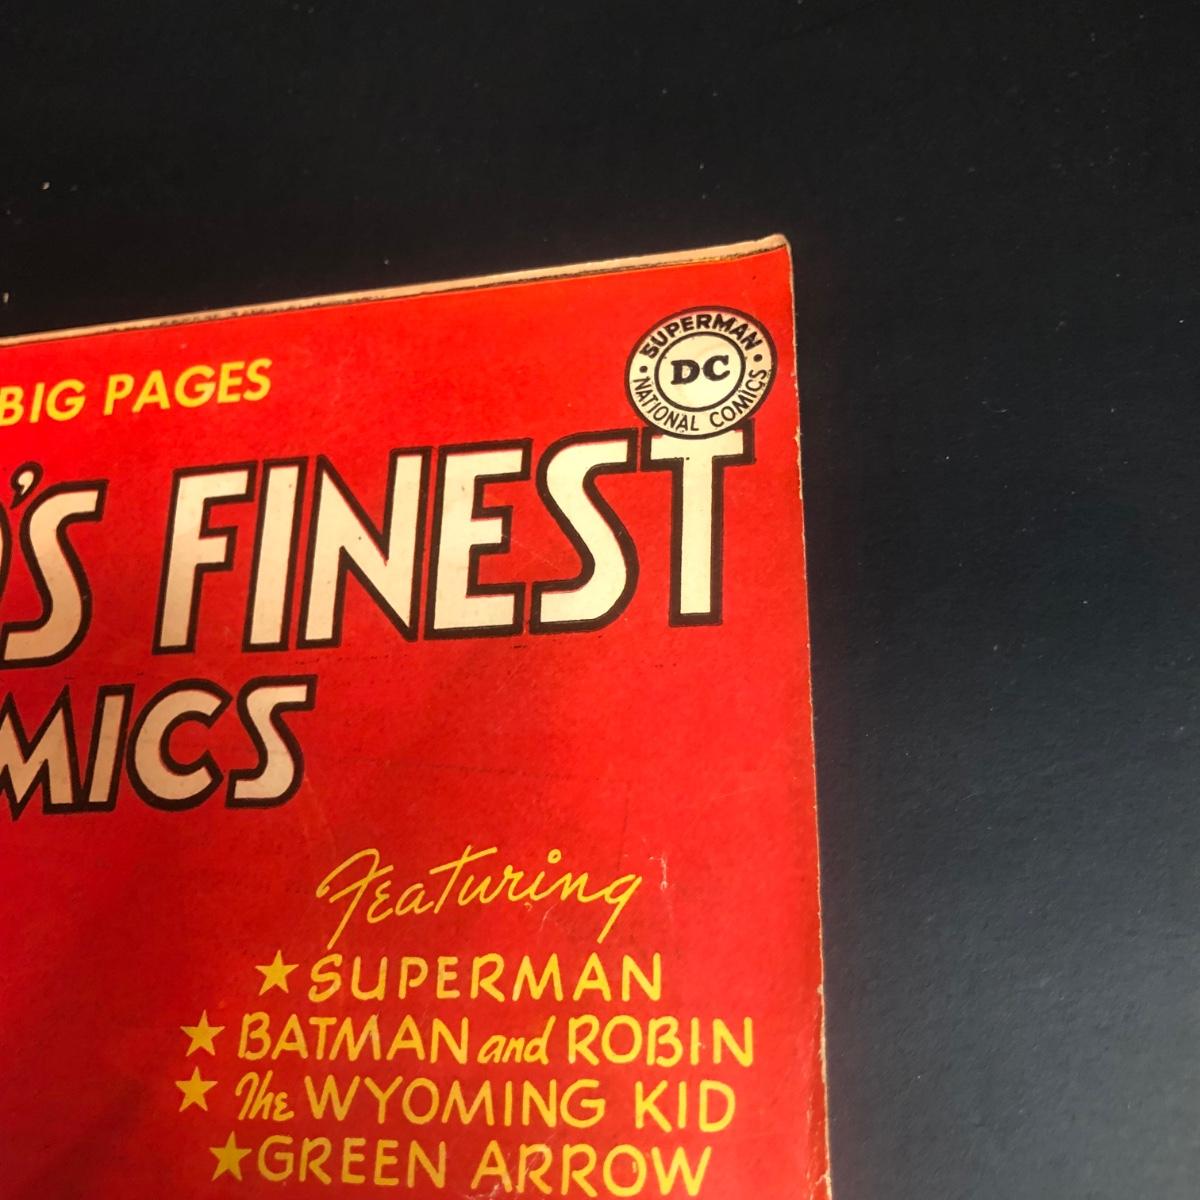 BIG PAGES
SUPERMAN
DC
NATIONAL COMICS
'S FINEST
MICS
Featuring
★ SUPERMAN
★ BATMAN and ROBIN
★ The WYOMING KID
★ GREEN ARROW